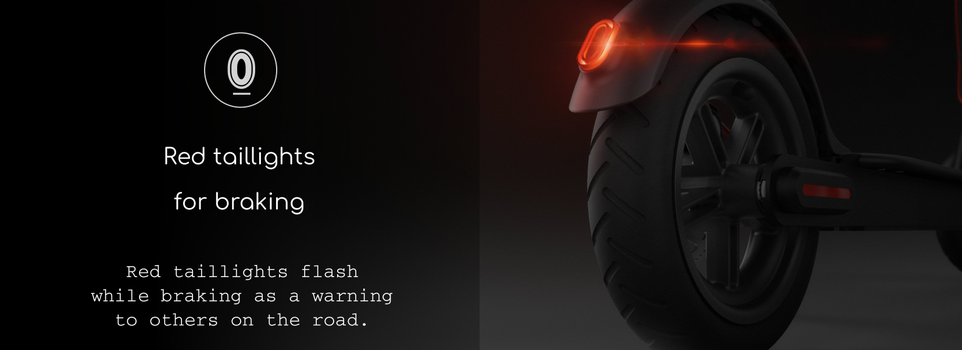 Red taillights
for braking
Red taillights flash
while braking as a warning
to others on the road.